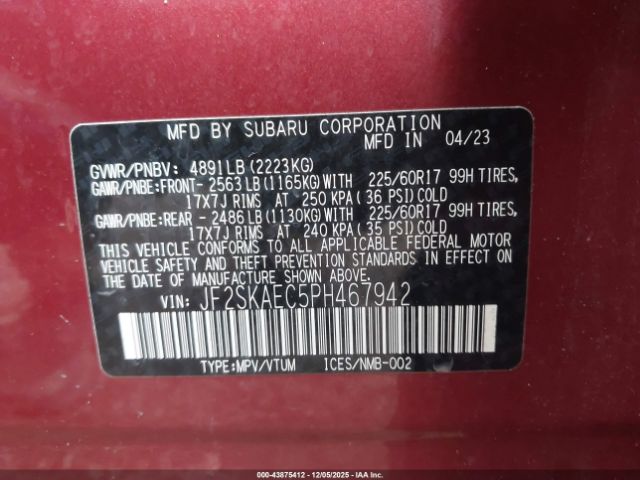 MFD BY SUBARU CORPORATION
MFD IN 04/23
GVWR/PNBV: 4891LB (2223KG)
GAWR/PNBE:FRONT- 2563 LB (1165KG) WITH 225/60R17 99H TIRES,
17X7J RIMS AT 250 KPA (36 PSI) COLD
GAWR/PNBE:REAR - 2486 LB (1130KG) WITH 225/60R17 99H TIRES,
17X7J RIMS AT 240 KPA (35 PSI) COLD
THIS VEHICLE CONFORMS TO ALL APPLICABLE FEDERAL MOTOR
VEHICLE SAFETY AND THEFT PREVENTION STANDARDS IN EFFECT ON
THE DATE OF MANUFACTURE SHOWN ABOVE.
VIN: JF2SKAEC5PH467942
TYPE:MPV/VTUM ICES/NMB-002
000-43875412 - 12/05/2025 - IAAI.COM